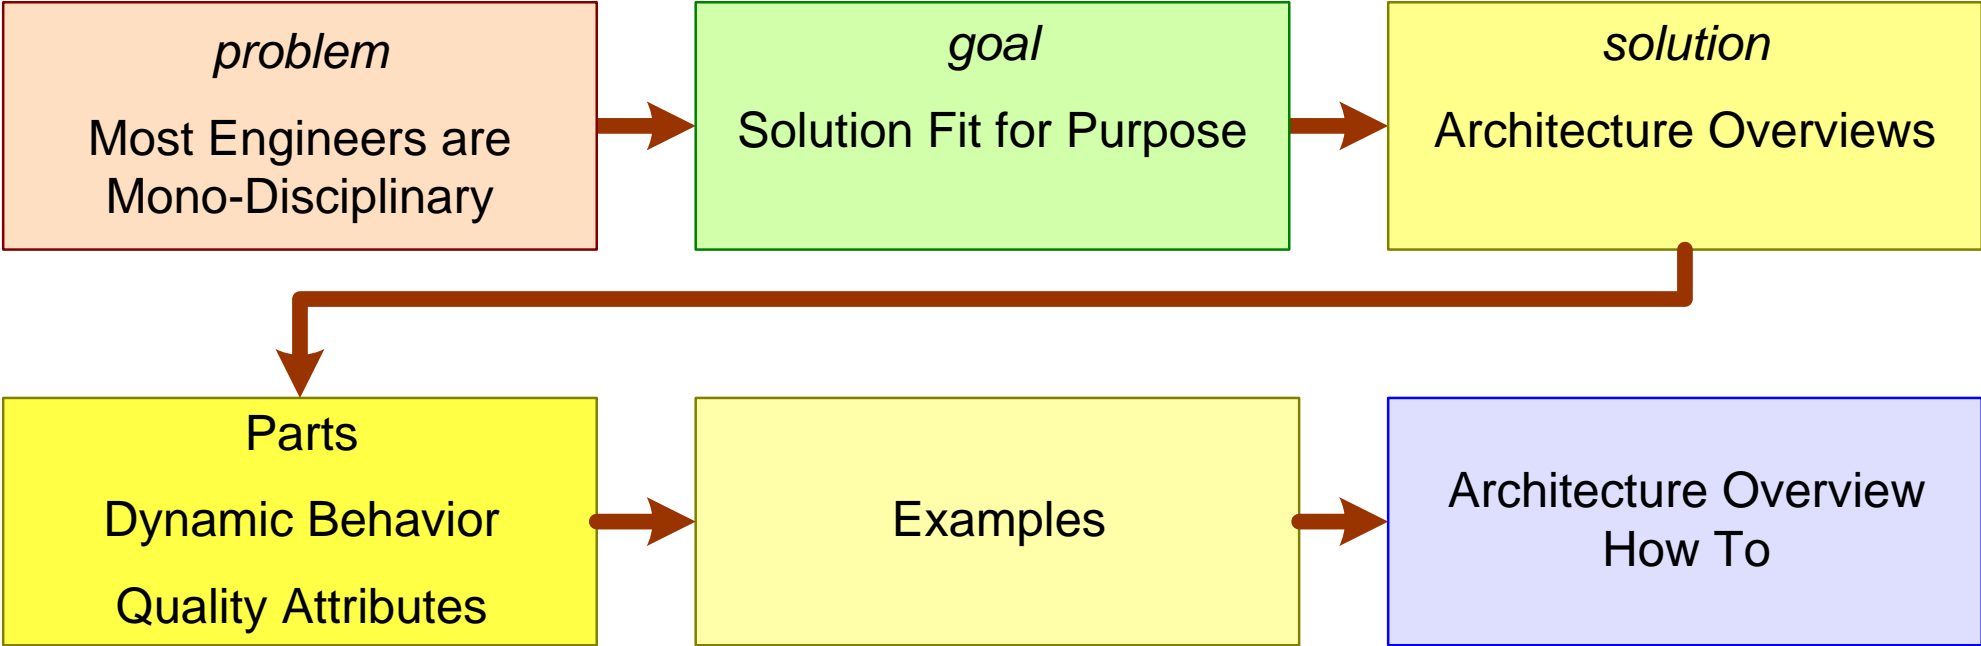 problem
Most Engineers are
Mono-Disciplinary
goal
Solution Fit for Purpose
solution
Architecture Overviews
Parts
Dynamic Behavior
Quality Attributes
Examples
Architecture Overview
How To